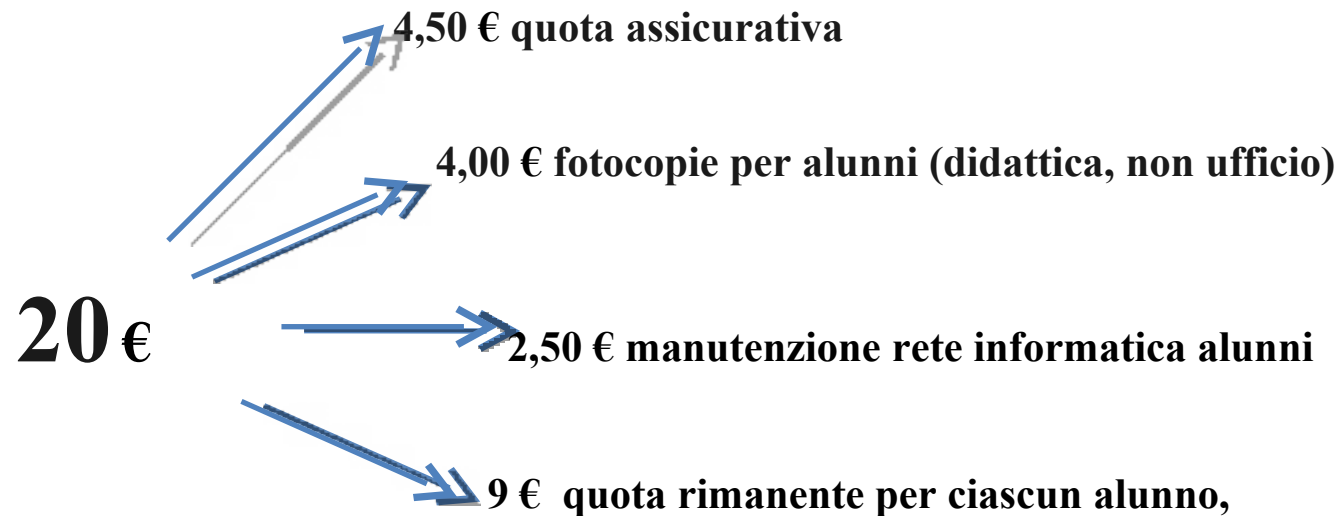 4,50 € quota assicurativa
4,00 € fotocopie per alunni (didattica, non ufficio)
20 €
2,50 € manutenzione rete informatica alunni
9 € quota rimanente per ciascun alunno,